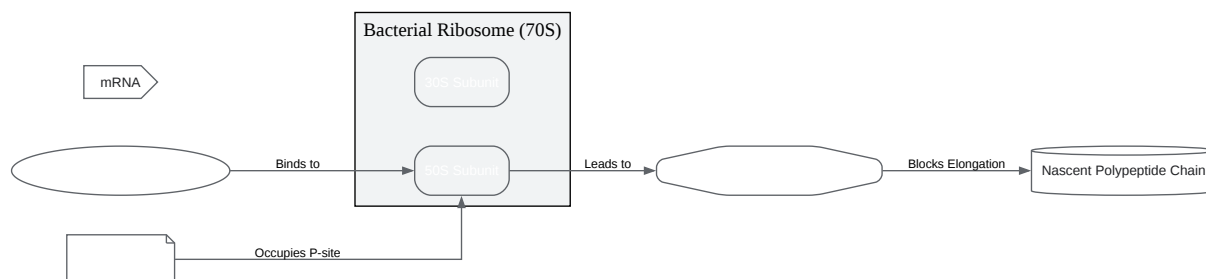 Bacterial Ribosome (70S)
mRNA
30S Subunit
Binds to
50S Subunit
Leads to
Blocks Elongation
Nascent Polypeptide Chain
Occupies P-site